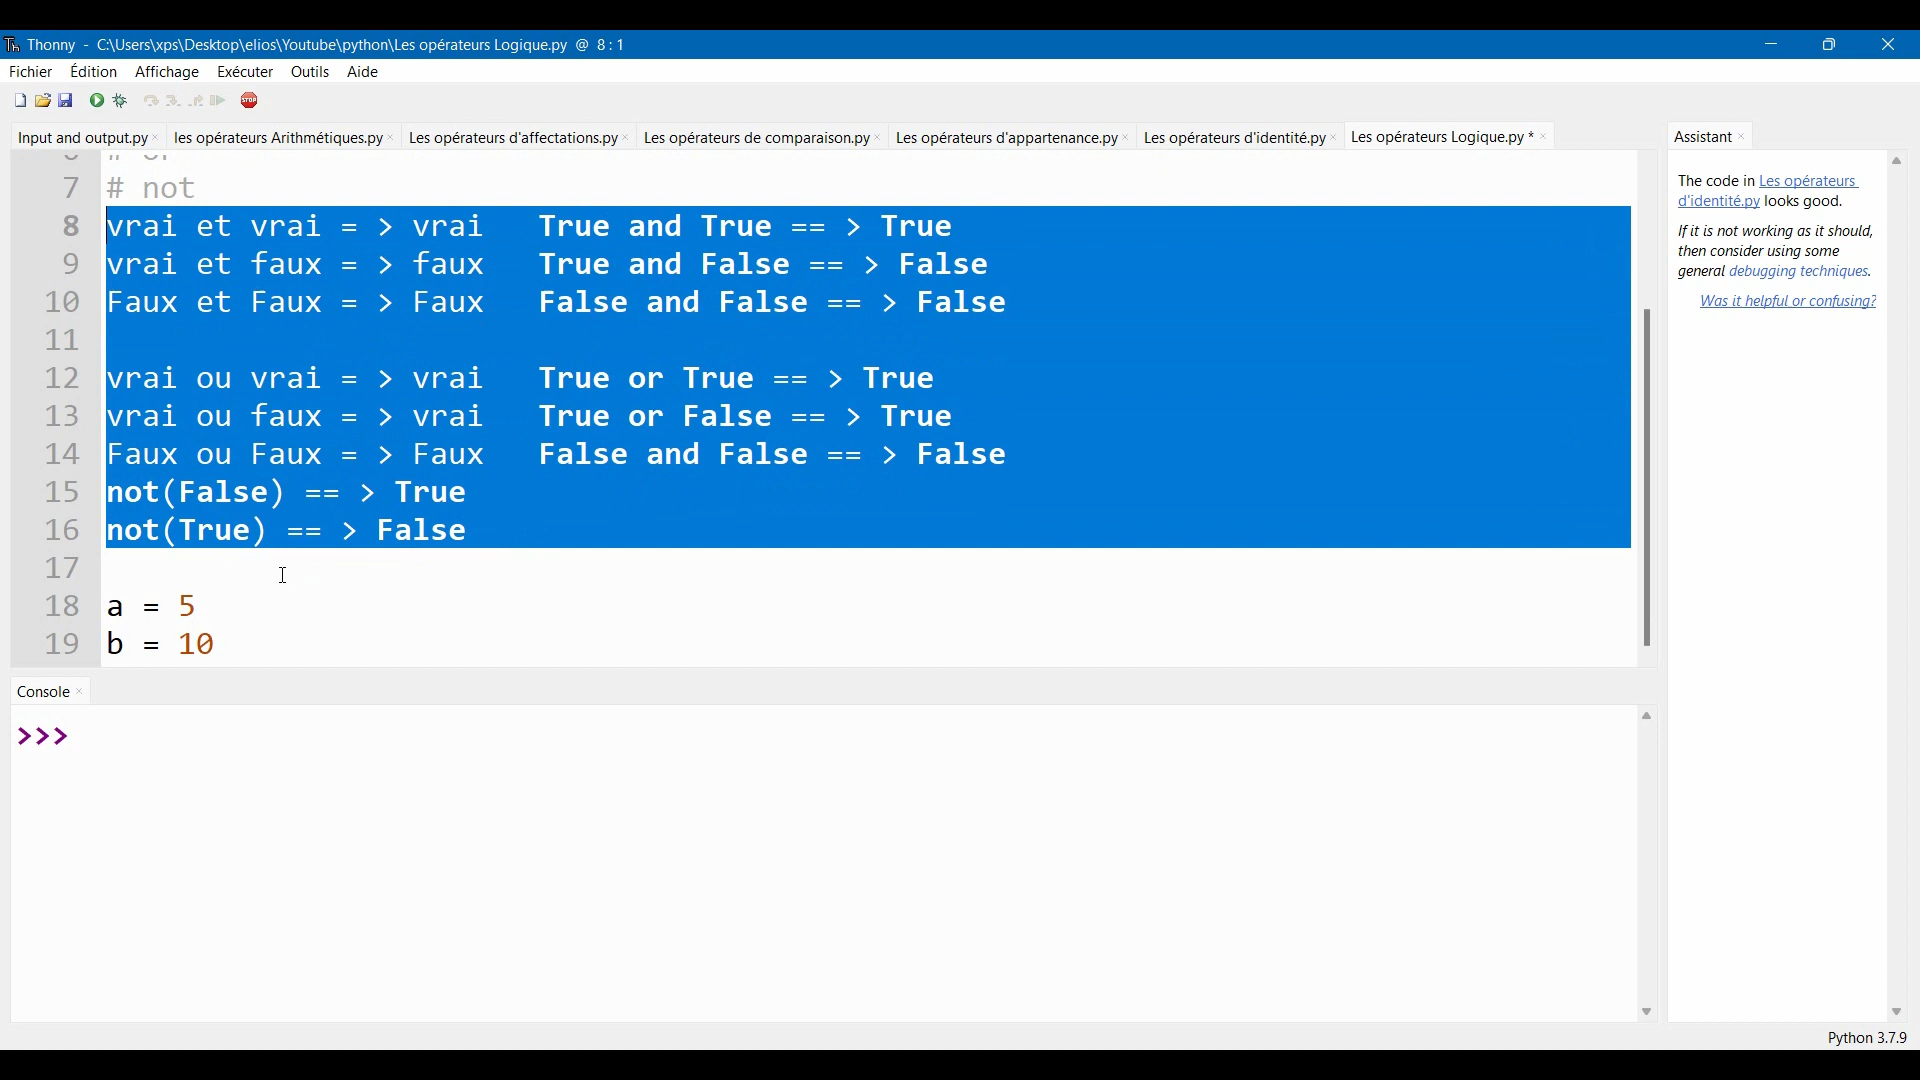 Thonny - C:\Users\xps\Desktop\elios\Youtube\python\Les opérateurs Logique.py @ 8 : 1
Fichier Édition Affichage Exécuter Outils Aide
STOP
Input and output.py × les opérateurs Arithmétiques.py × Les opérateurs d'affectations.py × Les opérateurs de comparaison.py × Les opérateurs d'appartenance.py × Les opérateurs d'identité.py × Les opérateurs Logique.py * × Assistant ×
7 # not
8 vrai et vrai = > vrai   True and True == > True
9 vrai et faux = > faux   True and False == > False
10 Faux et Faux = > Faux   False and False == > False
11
12 vrai ou vrai = > vrai   True or True == > True
13 vrai ou faux = > vrai   True or False == > True
14 Faux ou Faux = > Faux   False and False == > False
15 not(False) == > True
16 not(True) == > False
17
18 a = 5
19 b = 10
Console ×
>>>
The code in Les opérateurs
d'identité.py looks good.
If it is not working as it should,
then consider using some
general debugging techniques.
Was it helpful or confusing?
Python 3.7.9